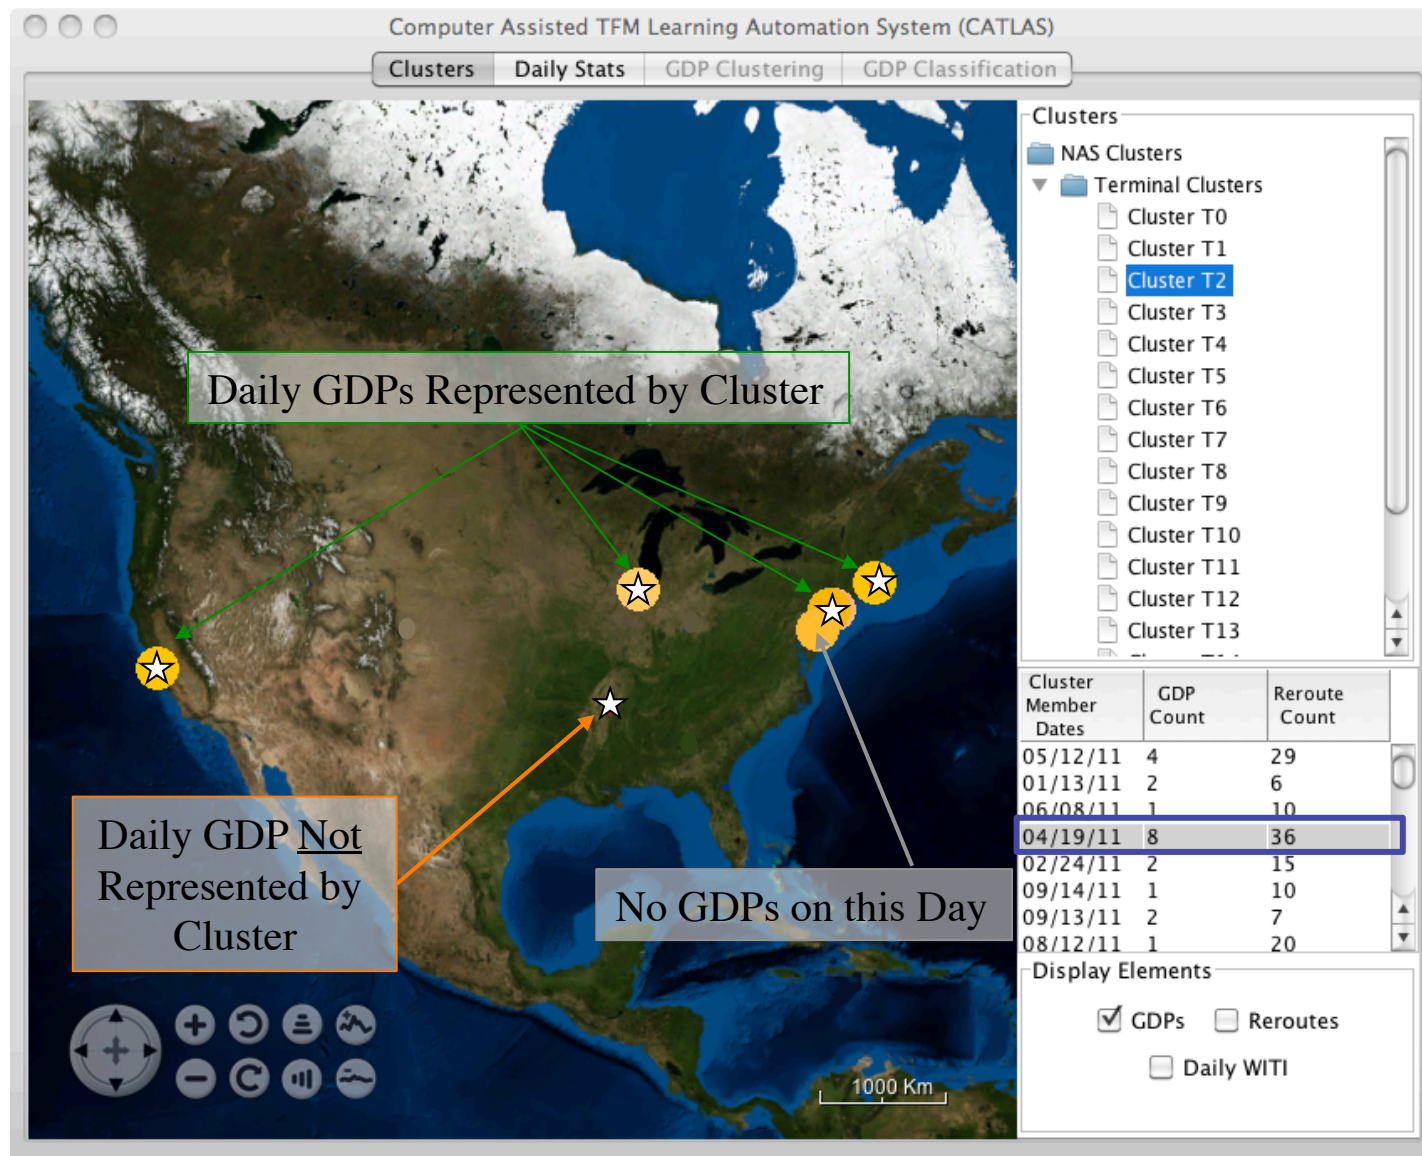 Computer Assisted TFM Learning Automation System (CATLAS)
Clusters Daily Stats GDP Clustering GDP Classification
Clusters
NAS Clusters
Terminal Clusters
Cluster T0
Cluster T1
Cluster T2
Cluster T3
Cluster T4
Cluster T5
Cluster T6
Cluster T7
Cluster T8
Cluster T9
Cluster T10
Cluster T11
Cluster T12
Cluster T13
Daily GDPs Represented by Cluster
Daily GDP Not
Represented by
Cluster
No GDPs on this Day
1000 Km
Cluster
Member
Dates
GDP
Count
Reroute
Count
05/12/11 4 29
01/13/11 2 6
06/08/11 1 10
04/19/11 8 36
02/24/11 2 15
09/14/11 1 10
09/13/11 2 7
08/12/11 1 20
Display Elements
GDPs Reroutes
Daily WITI